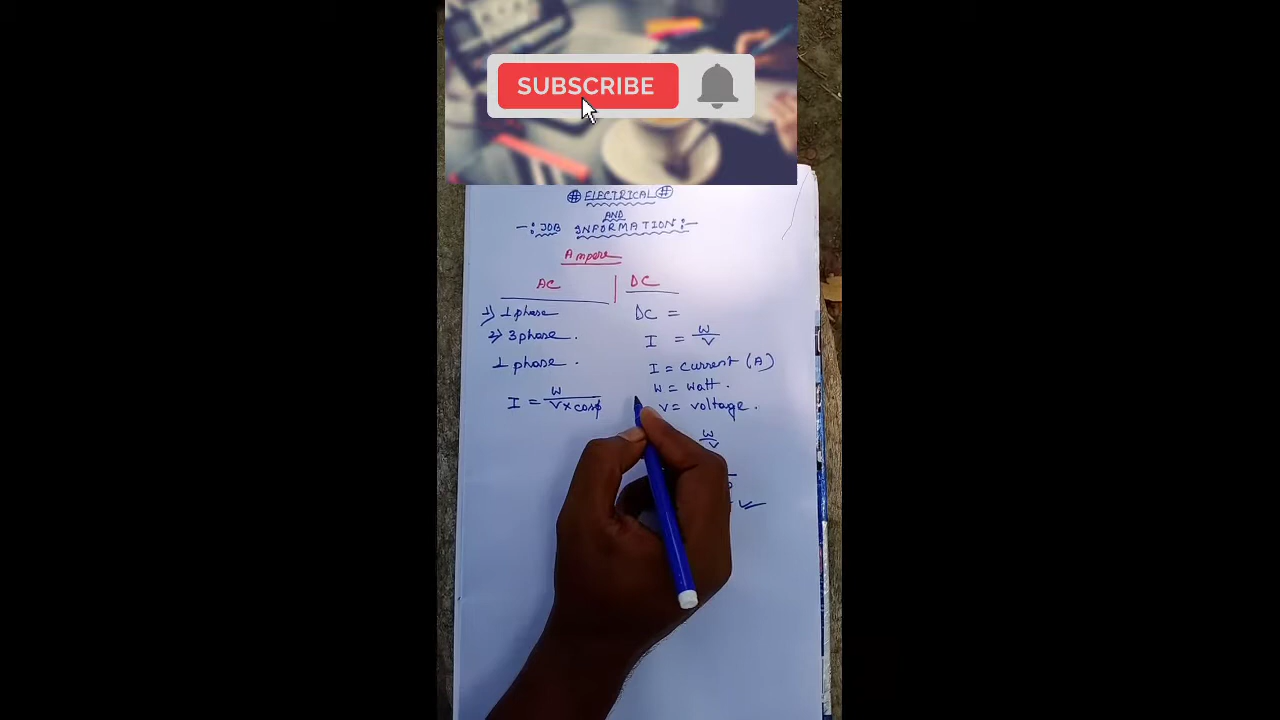 SUBSCRIBE
# ELECTRICAL #
AND
-: JOB INFORMATION :-
Ampere
AC | DC
1) 1 phase
2) 3 phase .
1 phase .
I = W / V x cosφ
DC =
I = W / V
I = current (A)
W = watt .
V = voltage .
W / V